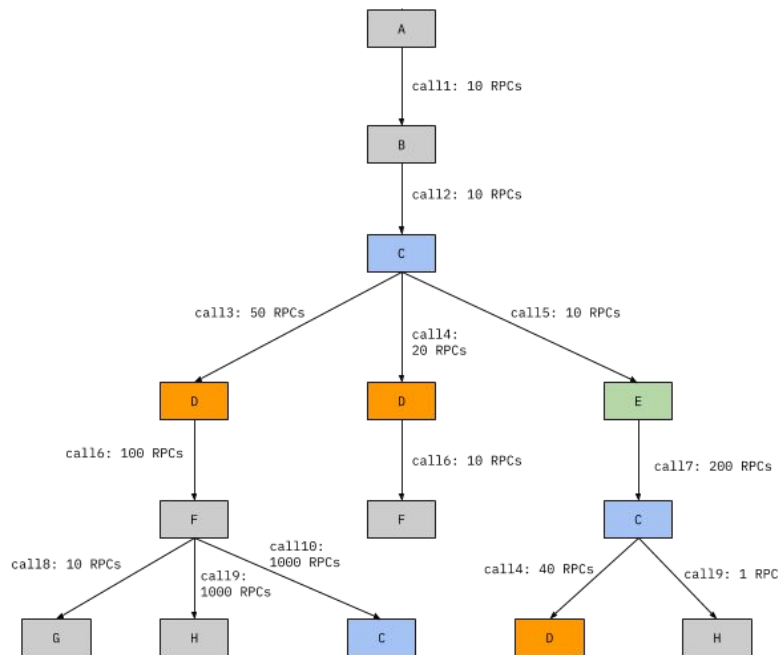 A
call1: 10 RPCs
B
call2: 10 RPCs
C
call3: 50 RPCs
call4:
20 RPCs
call5: 10 RPCs
D
D
E
call6: 100 RPCs
call6: 10 RPCs
call7: 200 RPCs
F
F
C
call8: 10 RPCs
call9:
1000 RPCs
call10:
1000 RPCs
call4: 40 RPCs
call9: 1 RPC
G
H
C
D
H